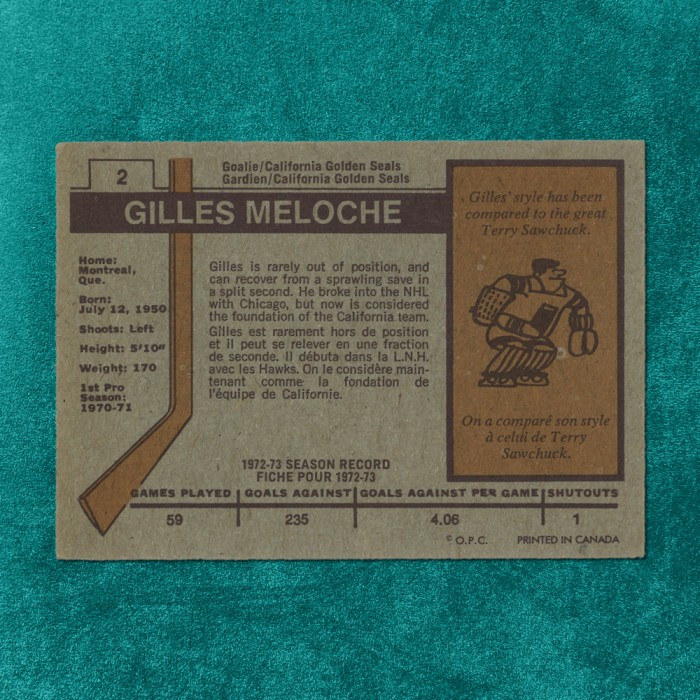 2
Goalie/California Golden Seals
Gardien/California Golden Seals
GILLES MELOCHE
Home:
Montreal,
Que.
Born:
July 12, 1950
Shoots: Left
Height: 5'10"
Weight: 170
1st Pro
Season:
1970-71
Gilles is rarely out of position, and
can recover from a sprawling save in
a split second. He broke into the NHL
with Chicago, but now is considered
the foundation of the California team.
Gilles est rarement hors de position
et il peut se relever en une fraction
de seconde. Il débuta dans la L.N.H.
avec les Hawks. On le considère main-
tenant comme la fondation de
l'équipe de Californie.
Gilles' style has been
compared to the great
Terry Sawchuck.
On a comparé son style
à celui de Terry
Sawchuck.
1972-73 SEASON RECORD
FICHE POUR 1972-73
GAMES PLAYED GOALS AGAINST GOALS AGAINST PER GAME SHUTOUTS
59 235 4.06 1
© O.P.C. PRINTED IN CANADA